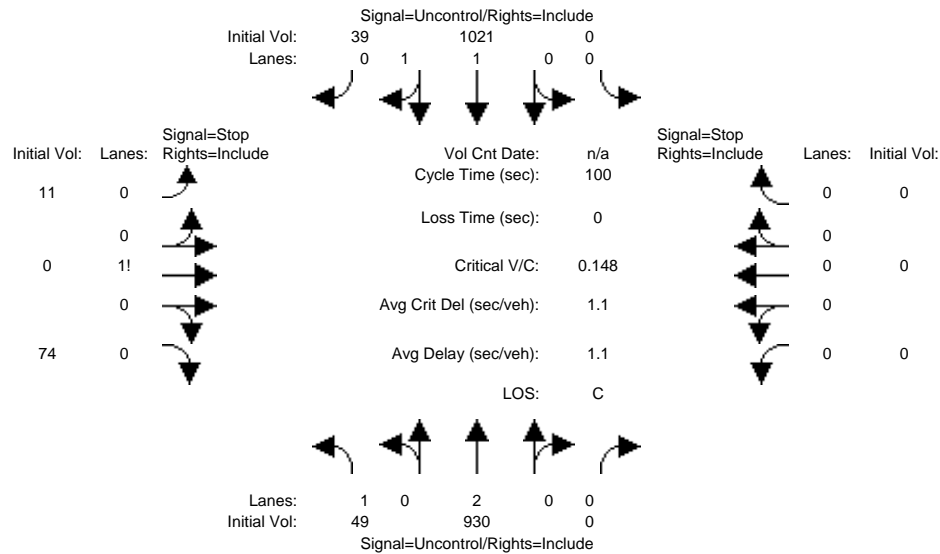 Signal=Uncontrol/Rights=Include
Initial Vol: 39 1021 0
Lanes: 0 1 1 0 0
Signal=Stop Signal=Stop
Initial Vol: Lanes: Rights=Include Vol Cnt Date: n/a Rights=Include Lanes: Initial Vol:
Cycle Time (sec): 100
11 0 0 0
Loss Time (sec): 0
0 0
0 1! Critical V/C: 0.148 0 0
0 Avg Crit Del (sec/veh): 1.1 0
74 0 Avg Delay (sec/veh): 1.1 0 0
LOS: C
Lanes: 1 0 2 0 0
Initial Vol: 49 930 0
Signal=Uncontrol/Rights=Include